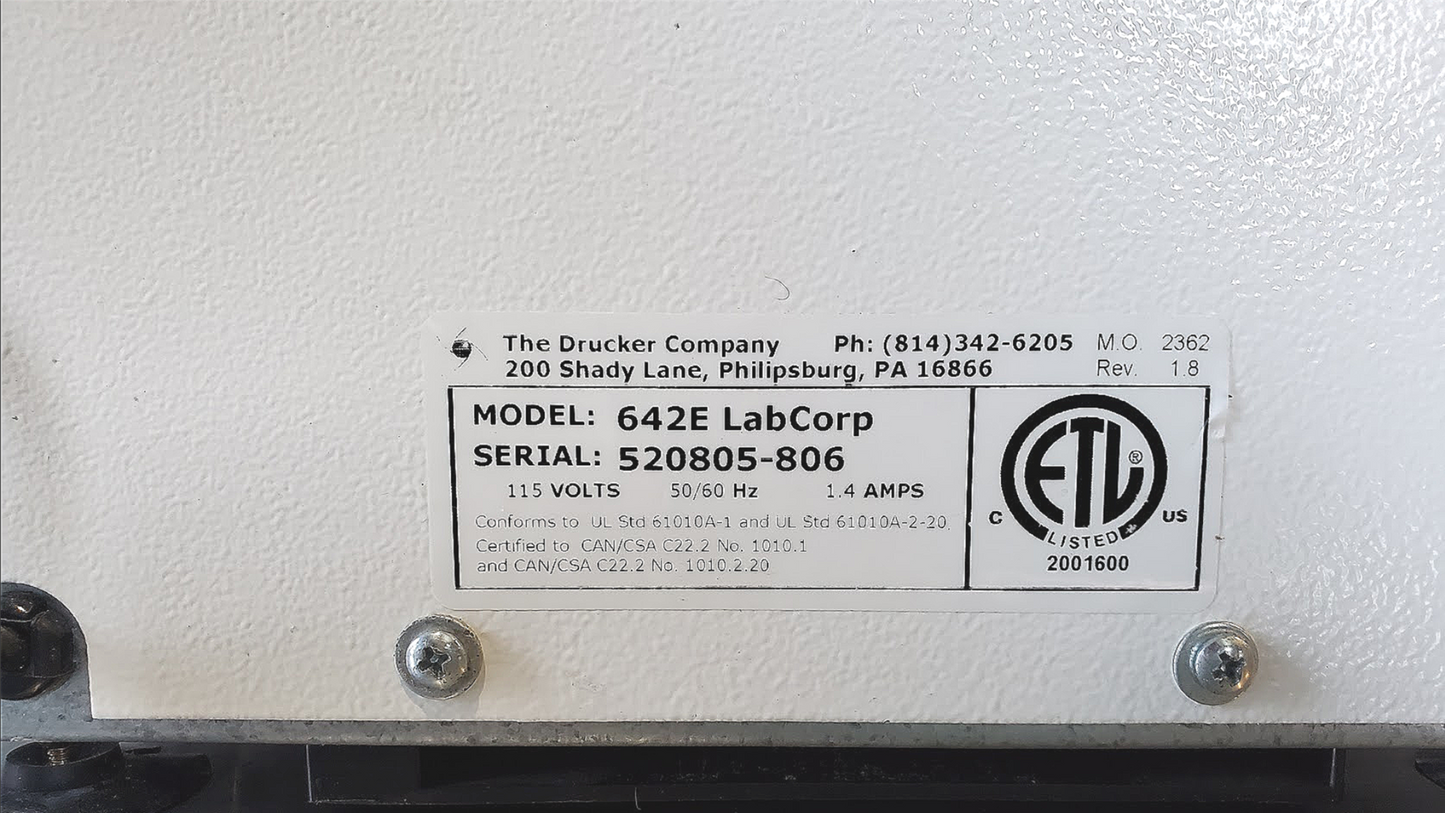 The Drucker Company Ph: (814)342-6205 M.O. 2362
200 Shady Lane, Philipsburg, PA 16866 Rev. 1.8
MODEL: 642E LabCorp
SERIAL: 520805-806
115 VOLTS 50/60 Hz 1.4 AMPS
Conforms to UL Std 61010A-1 and UL Std 61010A-2-20,
Certified to CAN/CSA C22.2 No. 1010.1
and CAN/CSA C22.2 No. 1010.2.20
ETL ®
C US
LISTED
2001600